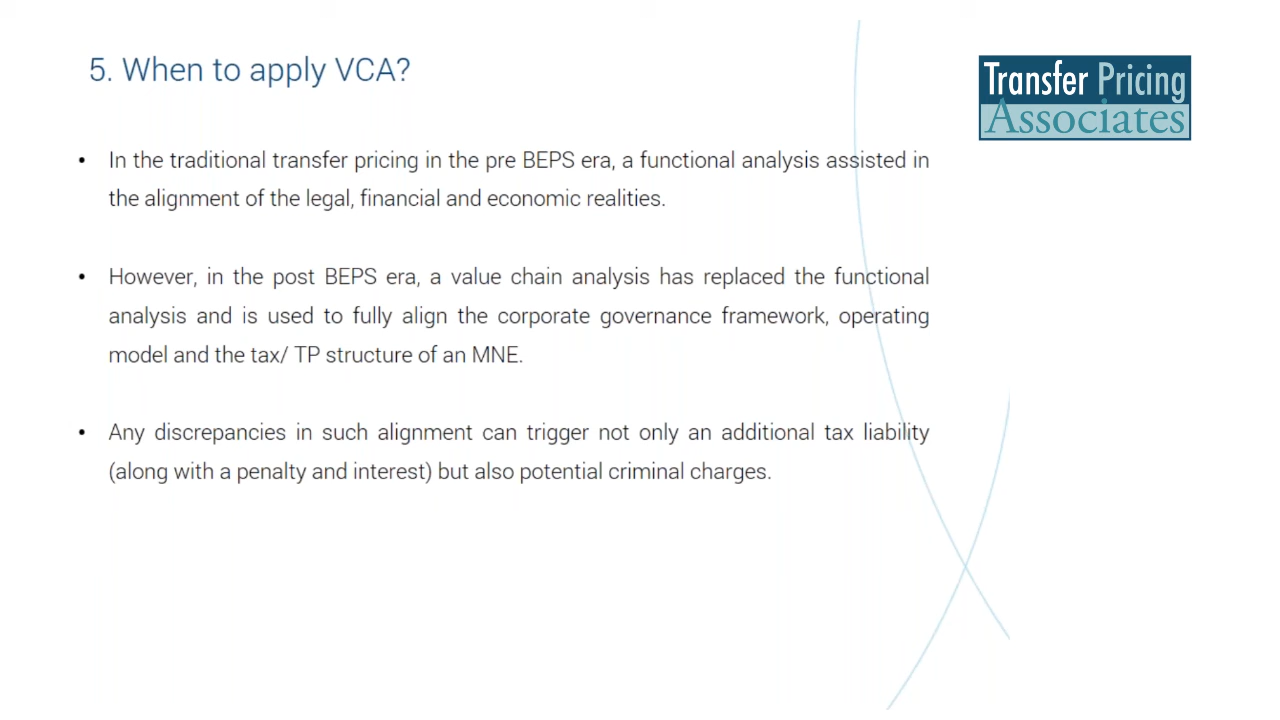 5. When to apply VCA?
Transfer Pricing
Associates
• In the traditional transfer pricing in the pre BEPS era, a functional analysis assisted in
the alignment of the legal, financial and economic realities.
• However, in the post BEPS era, a value chain analysis has replaced the functional
analysis and is used to fully align the corporate governance framework, operating
model and the tax/ TP structure of an MNE.
• Any discrepancies in such alignment can trigger not only an additional tax liability
(along with a penalty and interest) but also potential criminal charges.